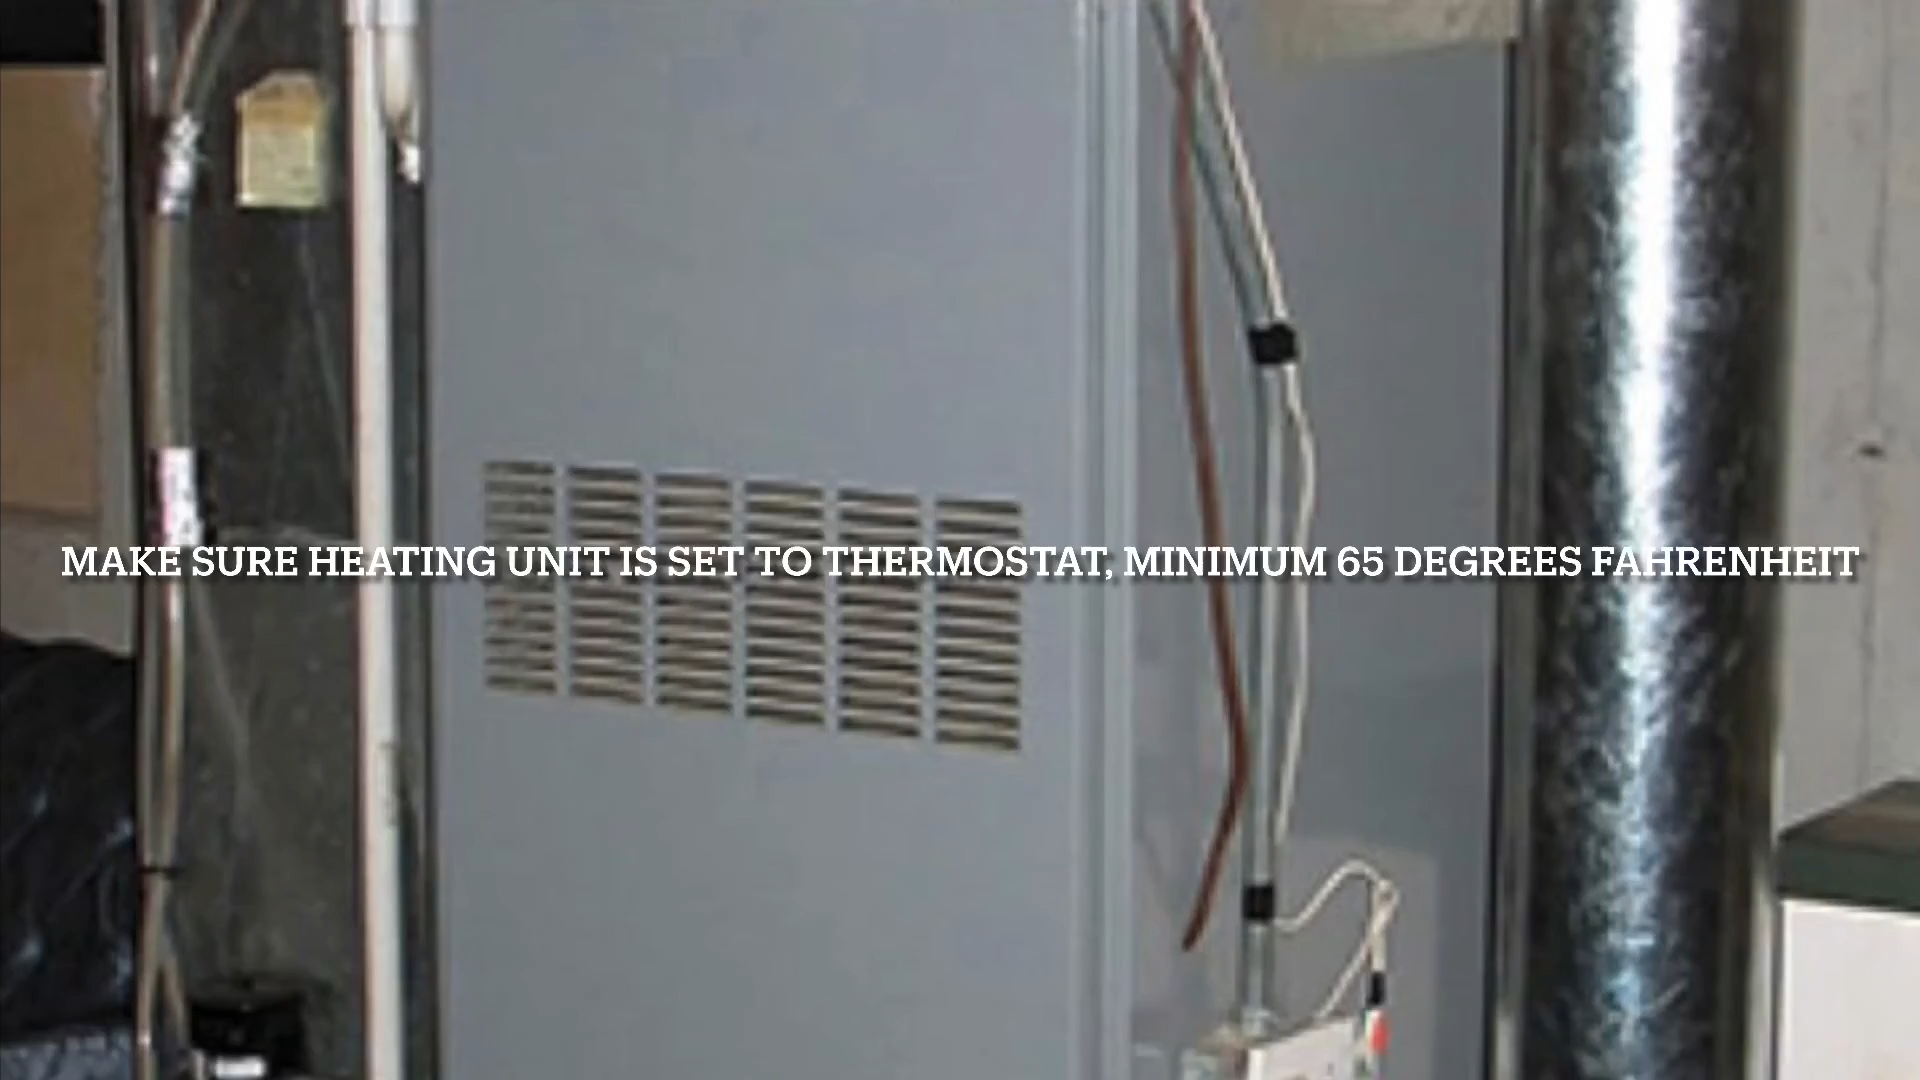 MAKE SURE HEATING UNIT IS SET TO THERMOSTAT, MINIMUM 65 DEGREES FAHRENHEIT